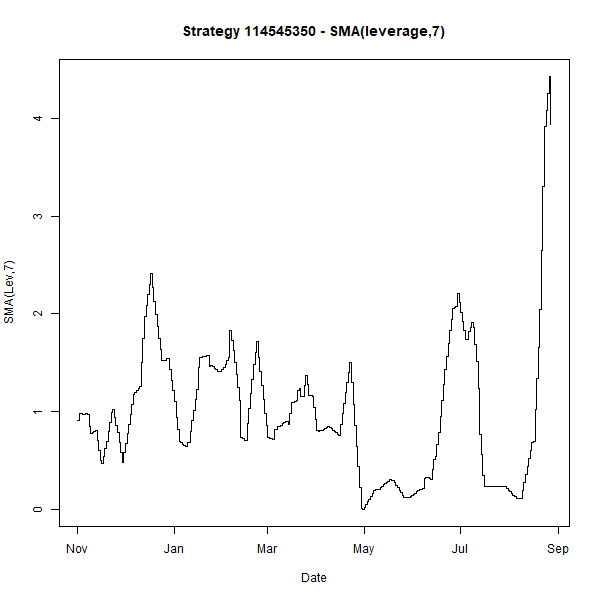 Strategy 114545350 - SMA(leverage,7)
SMA(Lev,7)
4
3
2
1
0
Nov Jan Mar May Jul Sep
Date